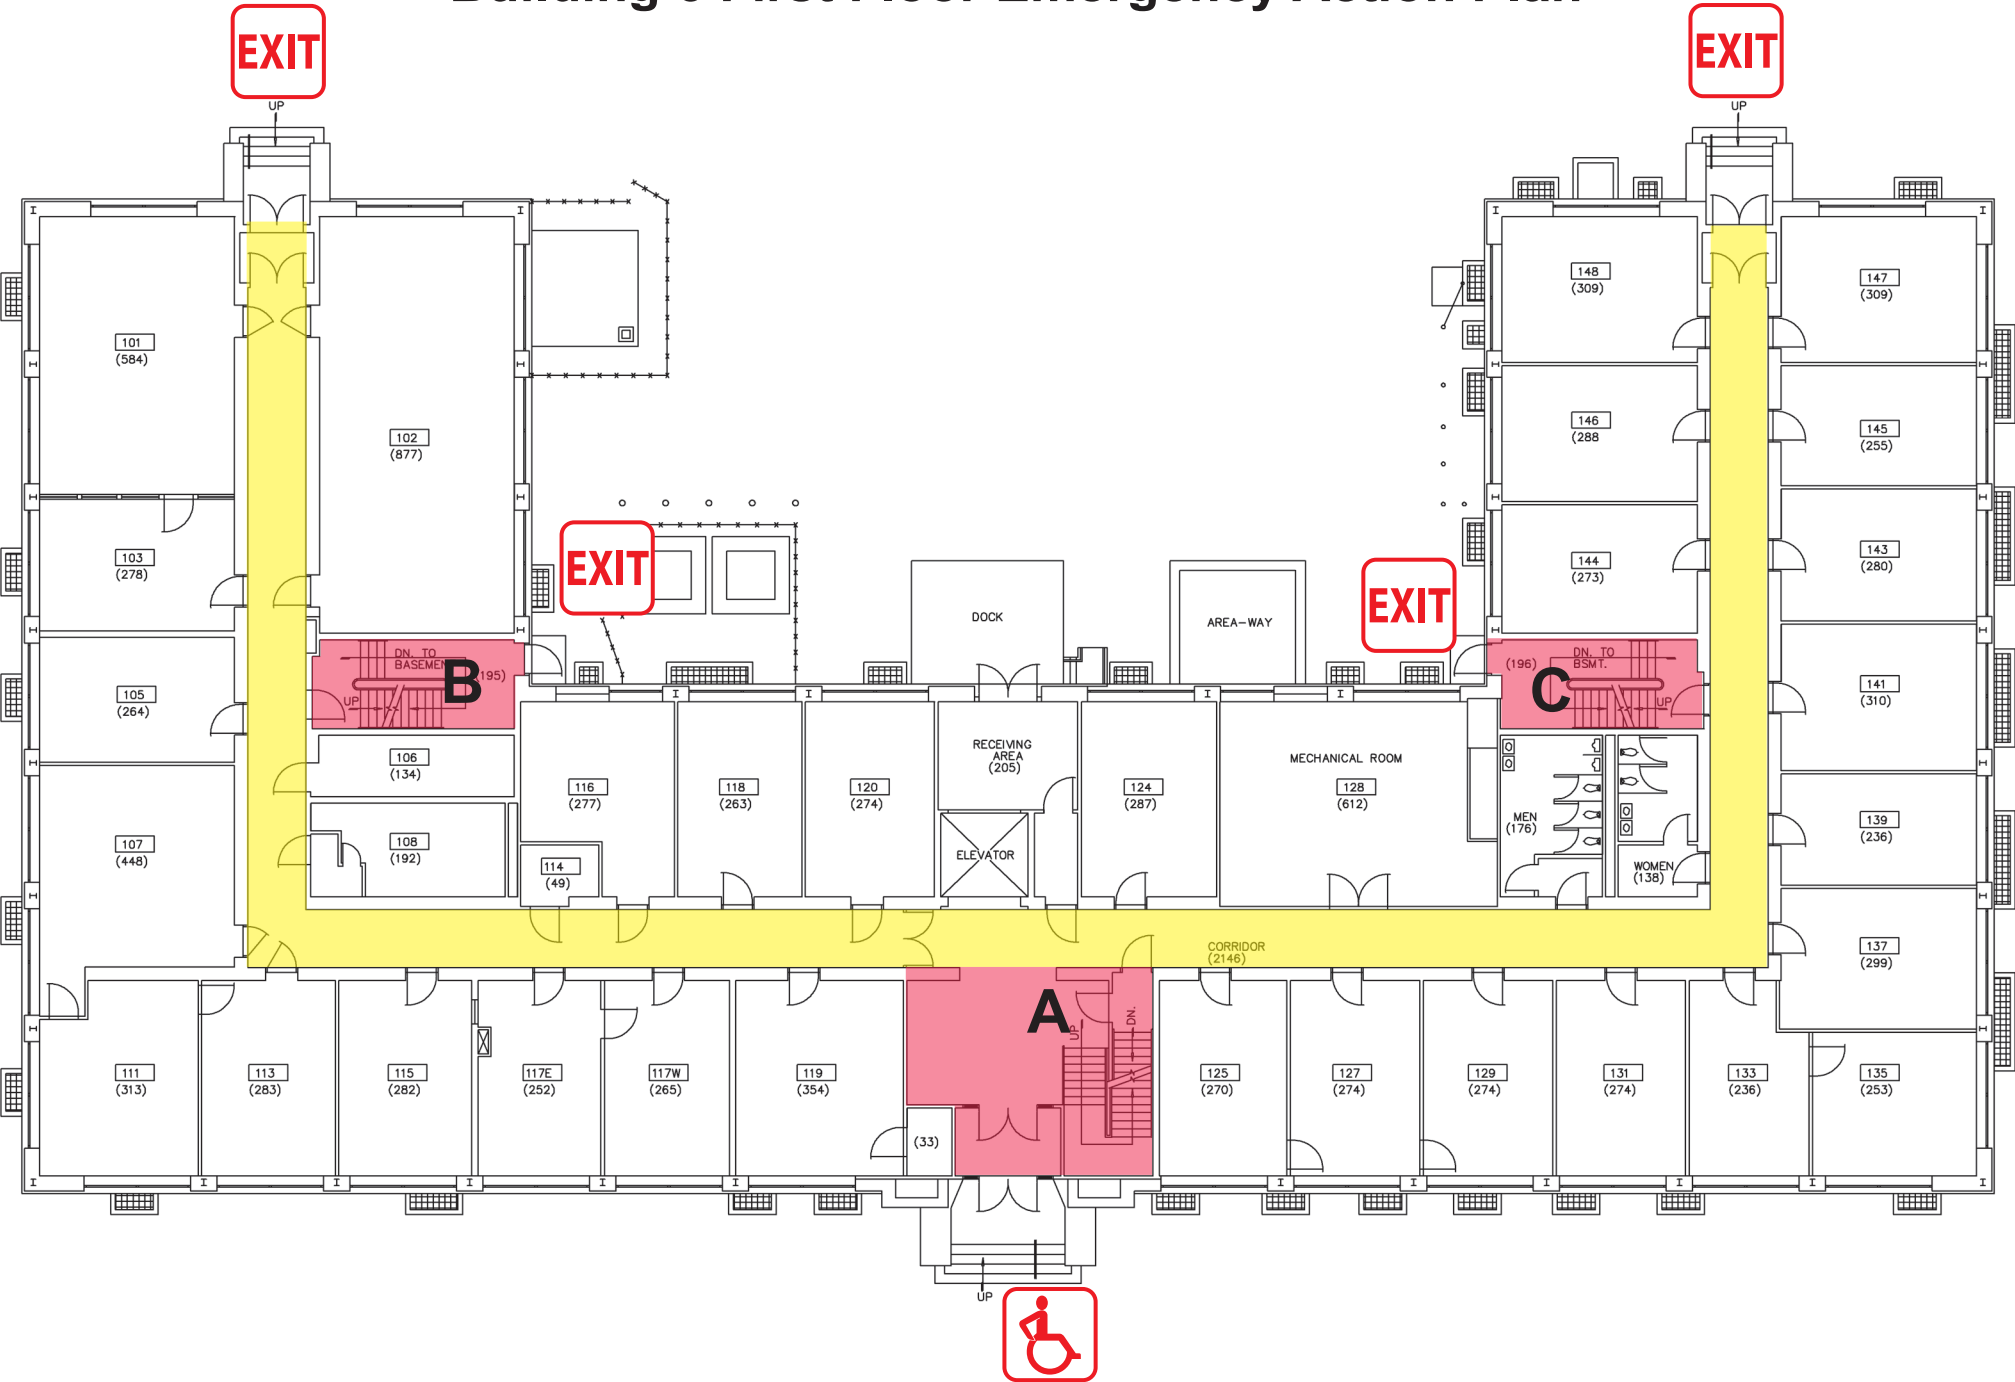 EXIT
EXIT
UP
UP
148
(309)
147
(309)
101
(584)
102
(877)
146
(288
145
(255)
103
(278)
EXIT
EXIT
144
(273)
143
(280)
DOCK
AREA-WAY
DN. TO
BASEMEN
(195)
B
UP
(196)
DN. TO
BSMT.
C
UP
105
(264)
141
(310)
106
(134)
RECEIVING
AREA
(205)
MECHANICAL ROOM
116
(277)
118
(263)
120
(274)
124
(287)
128
(612)
MEN
(176)
139
(236)
107
(448)
108
(192)
114
(49)
ELEVATOR
WOMEN
(138)
CORRIDOR
(2146)
137
(299)
A
UP
DN.
111
(313)
113
(283)
115
(282)
117E
(252)
117W
(265)
119
(354)
125
(270)
127
(274)
129
(274)
131
(274)
133
(236)
135
(253)
(33)
UP